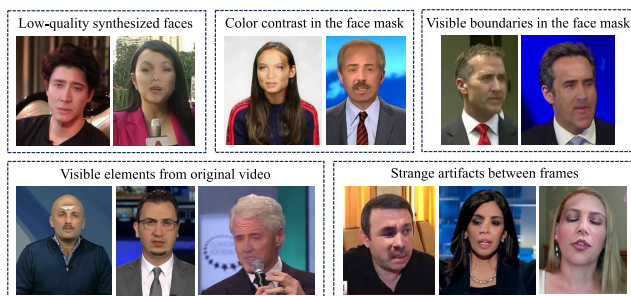 Low-quality synthesized faces
Color contrast in the face mask
Visible boundaries in the face mask
Visible elements from original video
Strange artifacts between frames